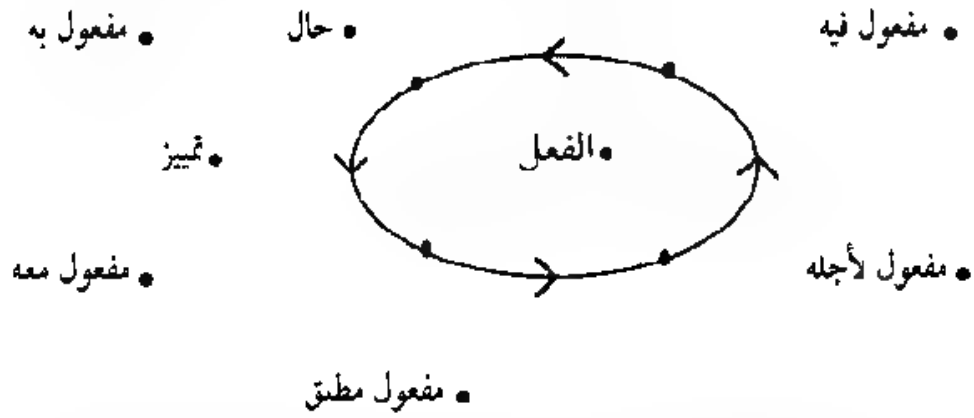 • مفعول فيه
• حال
• مفعول به
• الفعل
• تمييز
• مفعول لأجله
• مفعول معه
• مفعول مطلق